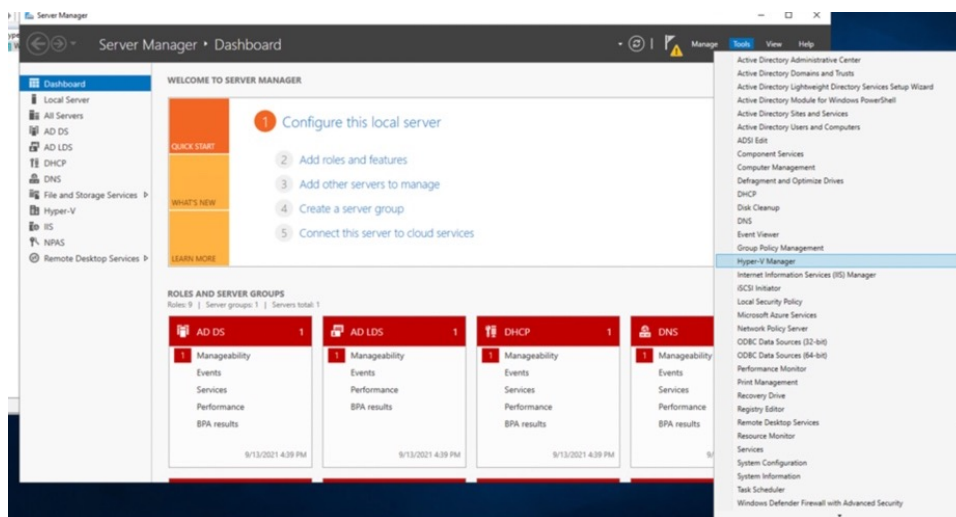 Server Manager
Server Manager • Dashboard
Manage Tools View Help
Dashboard
Local Server
All Servers
AD DS
AD LDS
DHCP
DNS
File and Storage Services
Hyper-V
IIS
NPAS
Remote Desktop Services
WELCOME TO SERVER MANAGER
QUICK START
WHAT'S NEW
LEARN MORE
1 Configure this local server
2 Add roles and features
3 Add other servers to manage
4 Create a server group
5 Connect this server to cloud services
ROLES AND SERVER GROUPS
Roles: 9 | Server groups: 1 | Servers total: 1
AD DS 1
1 Manageability
Events
Services
Performance
BPA results
9/13/2021 4:39 PM
AD LDS 1
1 Manageability
Events
Performance
BPA results
9/13/2021 4:39 PM
DHCP 1
1 Manageability
Events
Services
Performance
BPA results
9/13/2021 4:39 PM
DNS
1 Manageability
Events
Services
Performance
BPA results
Active Directory Administrative Center
Active Directory Domains and Trusts
Active Directory Lightweight Directory Services Setup Wizard
Active Directory Module for Windows PowerShell
Active Directory Sites and Services
Active Directory Users and Computers
ADSI Edit
Component Services
Computer Management
Defragment and Optimize Drives
DHCP
Disk Cleanup
DNS
Event Viewer
Group Policy Management
Hyper-V Manager
Internet Information Services (IIS) Manager
iSCSI Initiator
Local Security Policy
Microsoft Azure Services
Network Policy Server
ODBC Data Sources (32-bit)
ODBC Data Sources (64-bit)
Performance Monitor
Print Management
Recovery Drive
Registry Editor
Remote Desktop Services
Resource Monitor
Services
System Configuration
System Information
Task Scheduler
Windows Defender Firewall with Advanced Security